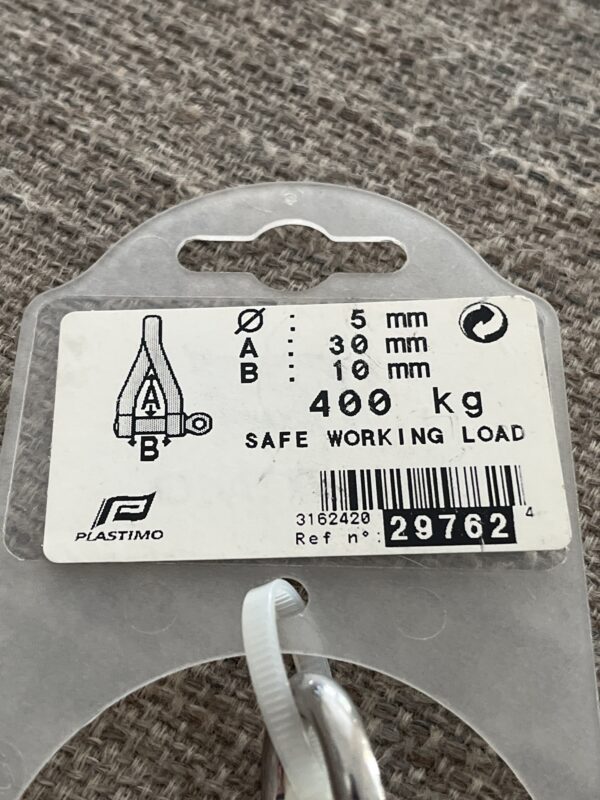 Ø : 5 mm
A : 30 mm
B : 10 mm
400 kg
SAFE WORKING LOAD
A
B
PLASTIMO
3162420 29762 4
Ref n°: